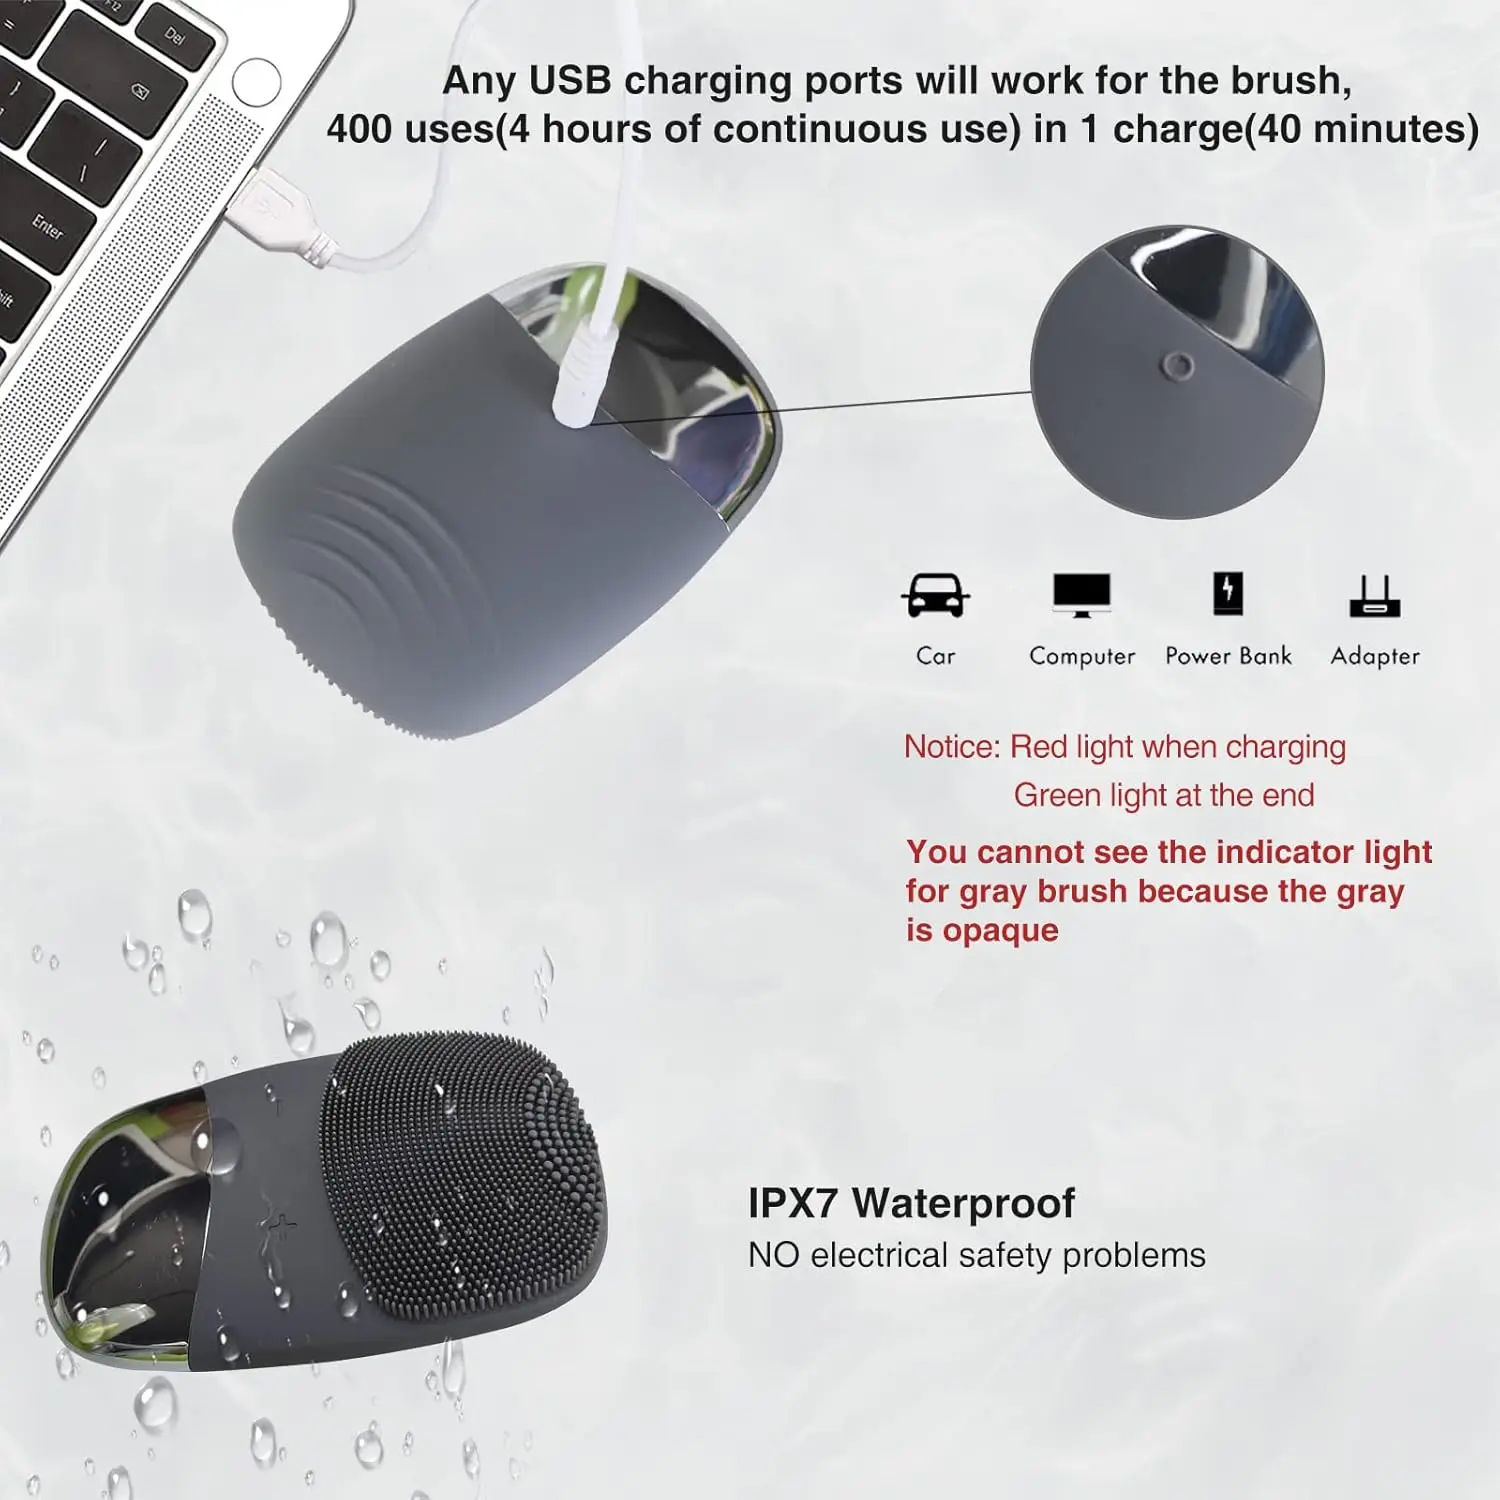 F12
Del
Enter
Shift
Any USB charging ports will work for the brush,
400 uses(4 hours of continuous use) in 1 charge(40 minutes)
Car
Computer
Power Bank
Adapter
Notice: Red light when charging
Green light at the end
You cannot see the indicator light
for gray brush because the gray
is opaque
IPX7 Waterproof
NO electrical safety problems